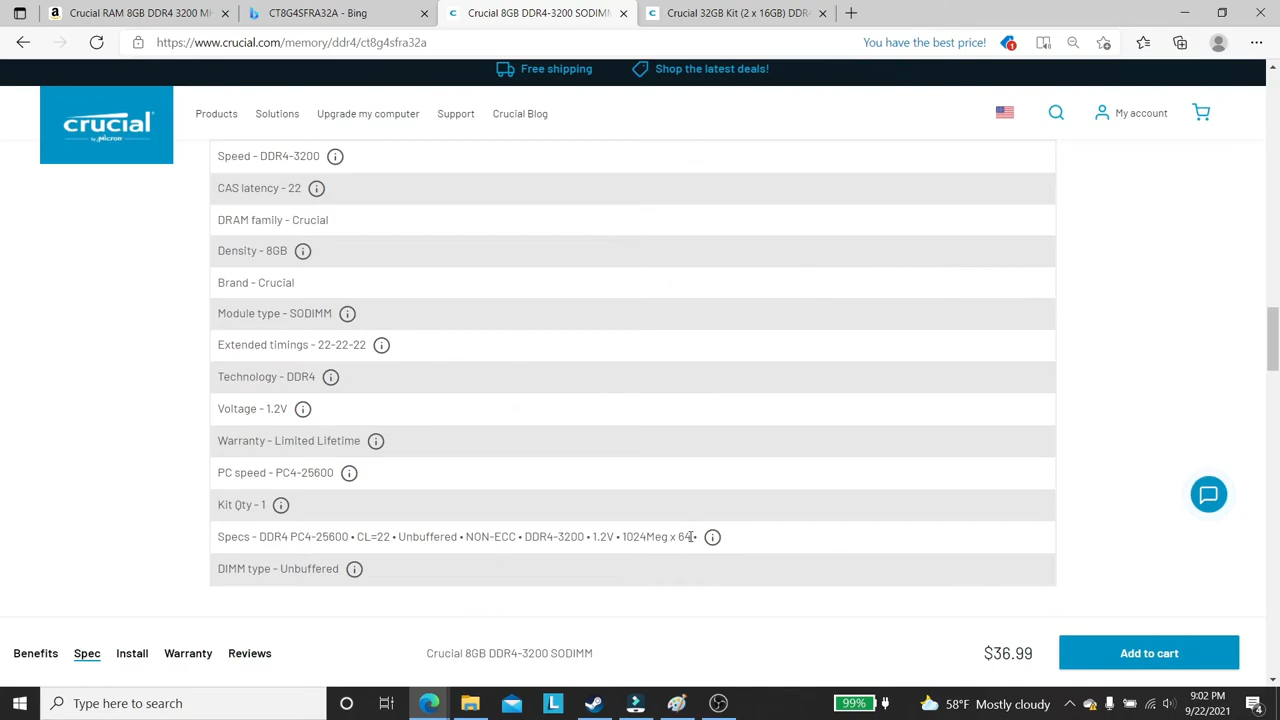 Crucial RAM 8GB DDR4 3200 MH
CT8G4SFRA32A - Bing
Crucial 8GB DDR4-3200 SODIMM
Crucial 32GB Kit (2 x 16GB) DDR4
https://www.crucial.com/memory/ddr4/ct8g4sfra32a
You have the best price!
1
Free shipping
Shop the latest deals!
crucial
by Micron
Products
Solutions
Upgrade my computer
Support
Crucial Blog
My account
Speed - DDR4-3200
CAS latency - 22
DRAM family - Crucial
Density - 8GB
Brand - Crucial
Module type - SODIMM
Extended timings - 22-22-22
Technology - DDR4
Voltage - 1.2V
Warranty - Limited Lifetime
PC speed - PC4-25600
Kit Qty - 1
Specs - DDR4 PC4-25600 • CL=22 • Unbuffered • NON-ECC • DDR4-3200 • 1.2V • 1024Meg x 64 •
DIMM type - Unbuffered
Benefits
Spec
Install
Warranty
Reviews
Crucial 8GB DDR4-3200 SODIMM
$36.99
Add to cart
Type here to search
99%
58°F Mostly cloudy
9:02 PM
9/22/2021
4